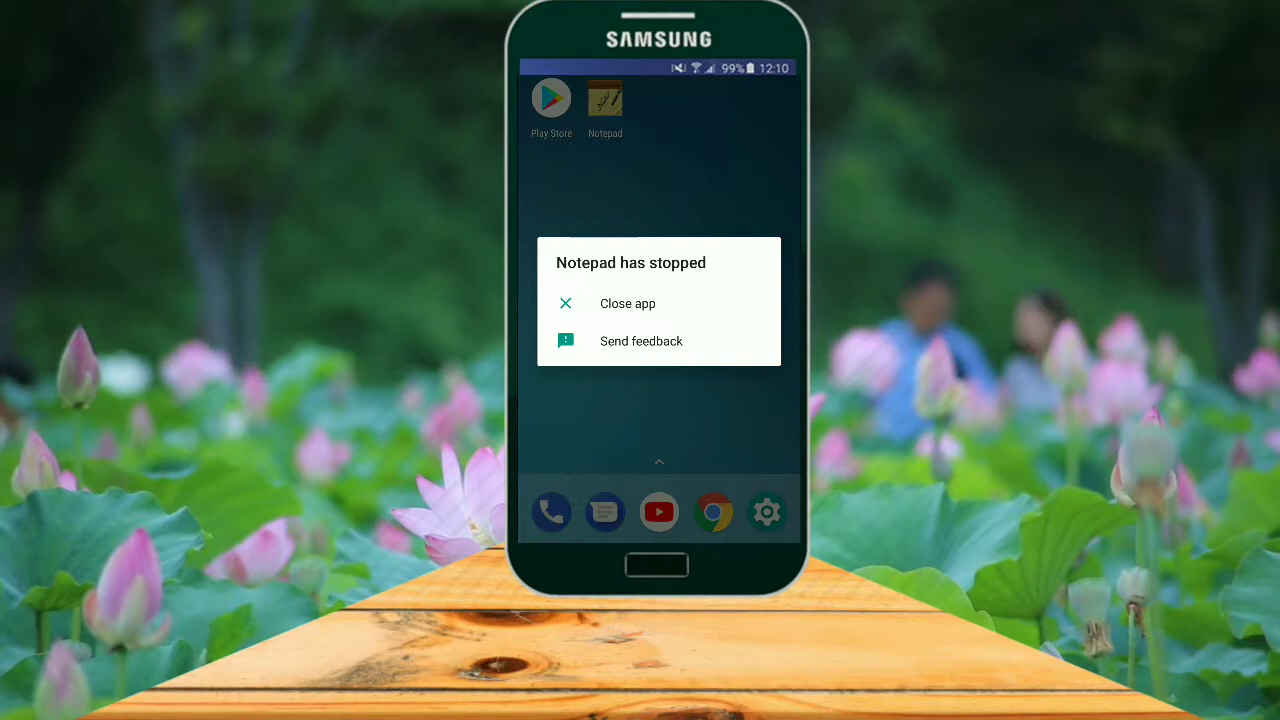 SAMSUNG
99% 12:10
Play Store
Notepad
Notepad has stopped
Close app
Send feedback